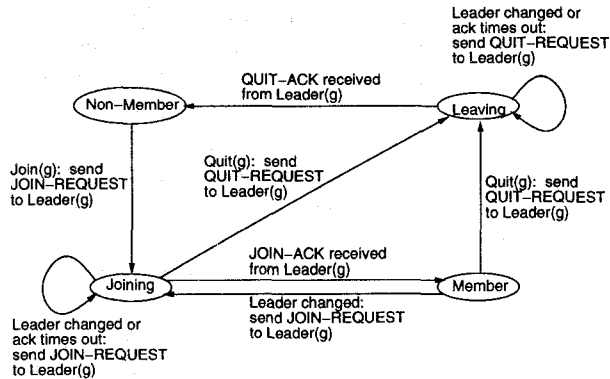 Leader changed or
ack times out:
send QUIT-REQUEST
to Leader(g)
QUIT-ACK received
from Leader(g)
Non-Member
Leaving
Join(g): send
JOIN-REQUEST
to Leader(g)
Quit(g): send
QUIT-REQUEST
to Leader(g)
Quit(g): send
QUIT-REQUEST
to Leader(g)
JOIN-ACK received
from Leader(g)
Joining
Member
Leader changed:
send JOIN-REQUEST
to Leader(g)
Leader changed or
ack times out:
send JOIN-REQUEST
to Leader(g)